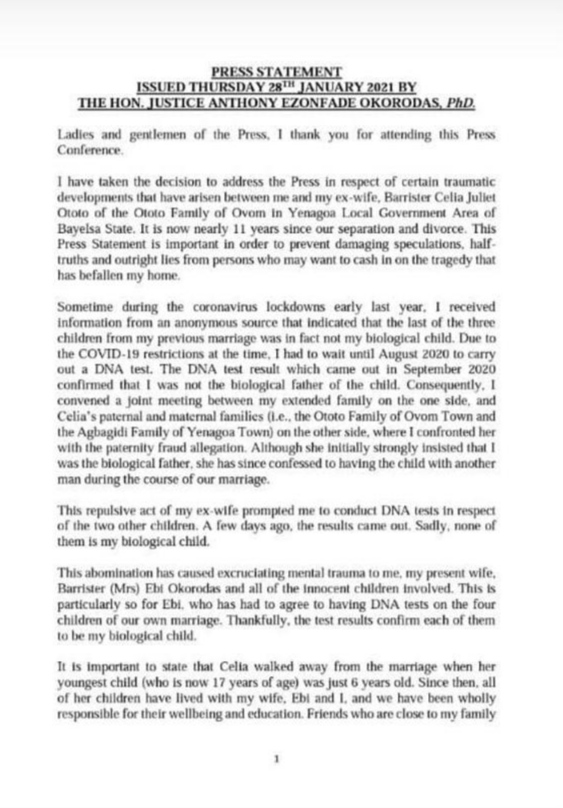 PRESS STATEMENT
ISSUED THURSDAY 28TH JANUARY 2021 BY
THE HON. JUSTICE ANTHONY EZONFADE OKORODAS, PhD.
Ladies and gentlemen of the Press, I thank you for attending this Press
Conference.
I have taken the decision to address the Press in respect of certain traumatic
developments that have arisen between me and my ex-wife, Barrister Celia Juliet
Ototo of the Ototo Family of Ovom in Yenagoa Local Government Area of
Bayelsa State. It is now nearly 11 years since our separation and divorce. This
Press Statement is important in order to prevent damaging speculations, half-
truths and outright lies from persons who may want to cash in on the tragedy that
has befallen my home.
Sometime during the coronavirus lockdowns early last year, I received
information from an anonymous source that indicated that the last of the three
children from my previous marriage was in fact not my biological child. Due to
the COVID-19 restrictions at the time, I had to wait until August 2020 to carry
out a DNA test. The DNA test result which came out in September 2020
confirmed that I was not the biological father of the child. Consequently, I
convened a joint meeting between my extended family on the one side, and
Celia's paternal and maternal families (i.e., the Ototo Family of Ovom Town and
the Agbagidi Family of Yenagoa Town) on the other side, where I confronted her
with the paternity fraud allegation. Although she initially strongly insisted that I
was the biological father, she has since confessed to having the child with another
man during the course of our marriage.
This repulsive act of my ex-wife prompted me to conduct DNA tests in respect
of the two other children. A few days ago, the results came out. Sadly, none of
them is my biological child.
This abomination has caused excruciating mental trauma to me, my present wife,
Barrister (Mrs) Ebi Okorodas and all of the innocent children involved. This is
particularly so for Ebi, who has had to agree to having DNA tests on the four
children of our own marriage. Thankfully, the test results confirm each of them
to be my biological child.
It is important to state that Celia walked away from the marriage when her
youngest child (who is now 17 years of age) was just 6 years old. Since then, all
of her children have lived with my wife, Ebi and I, and we have been wholly
responsible for their wellbeing and education. Friends who are close to my family
1